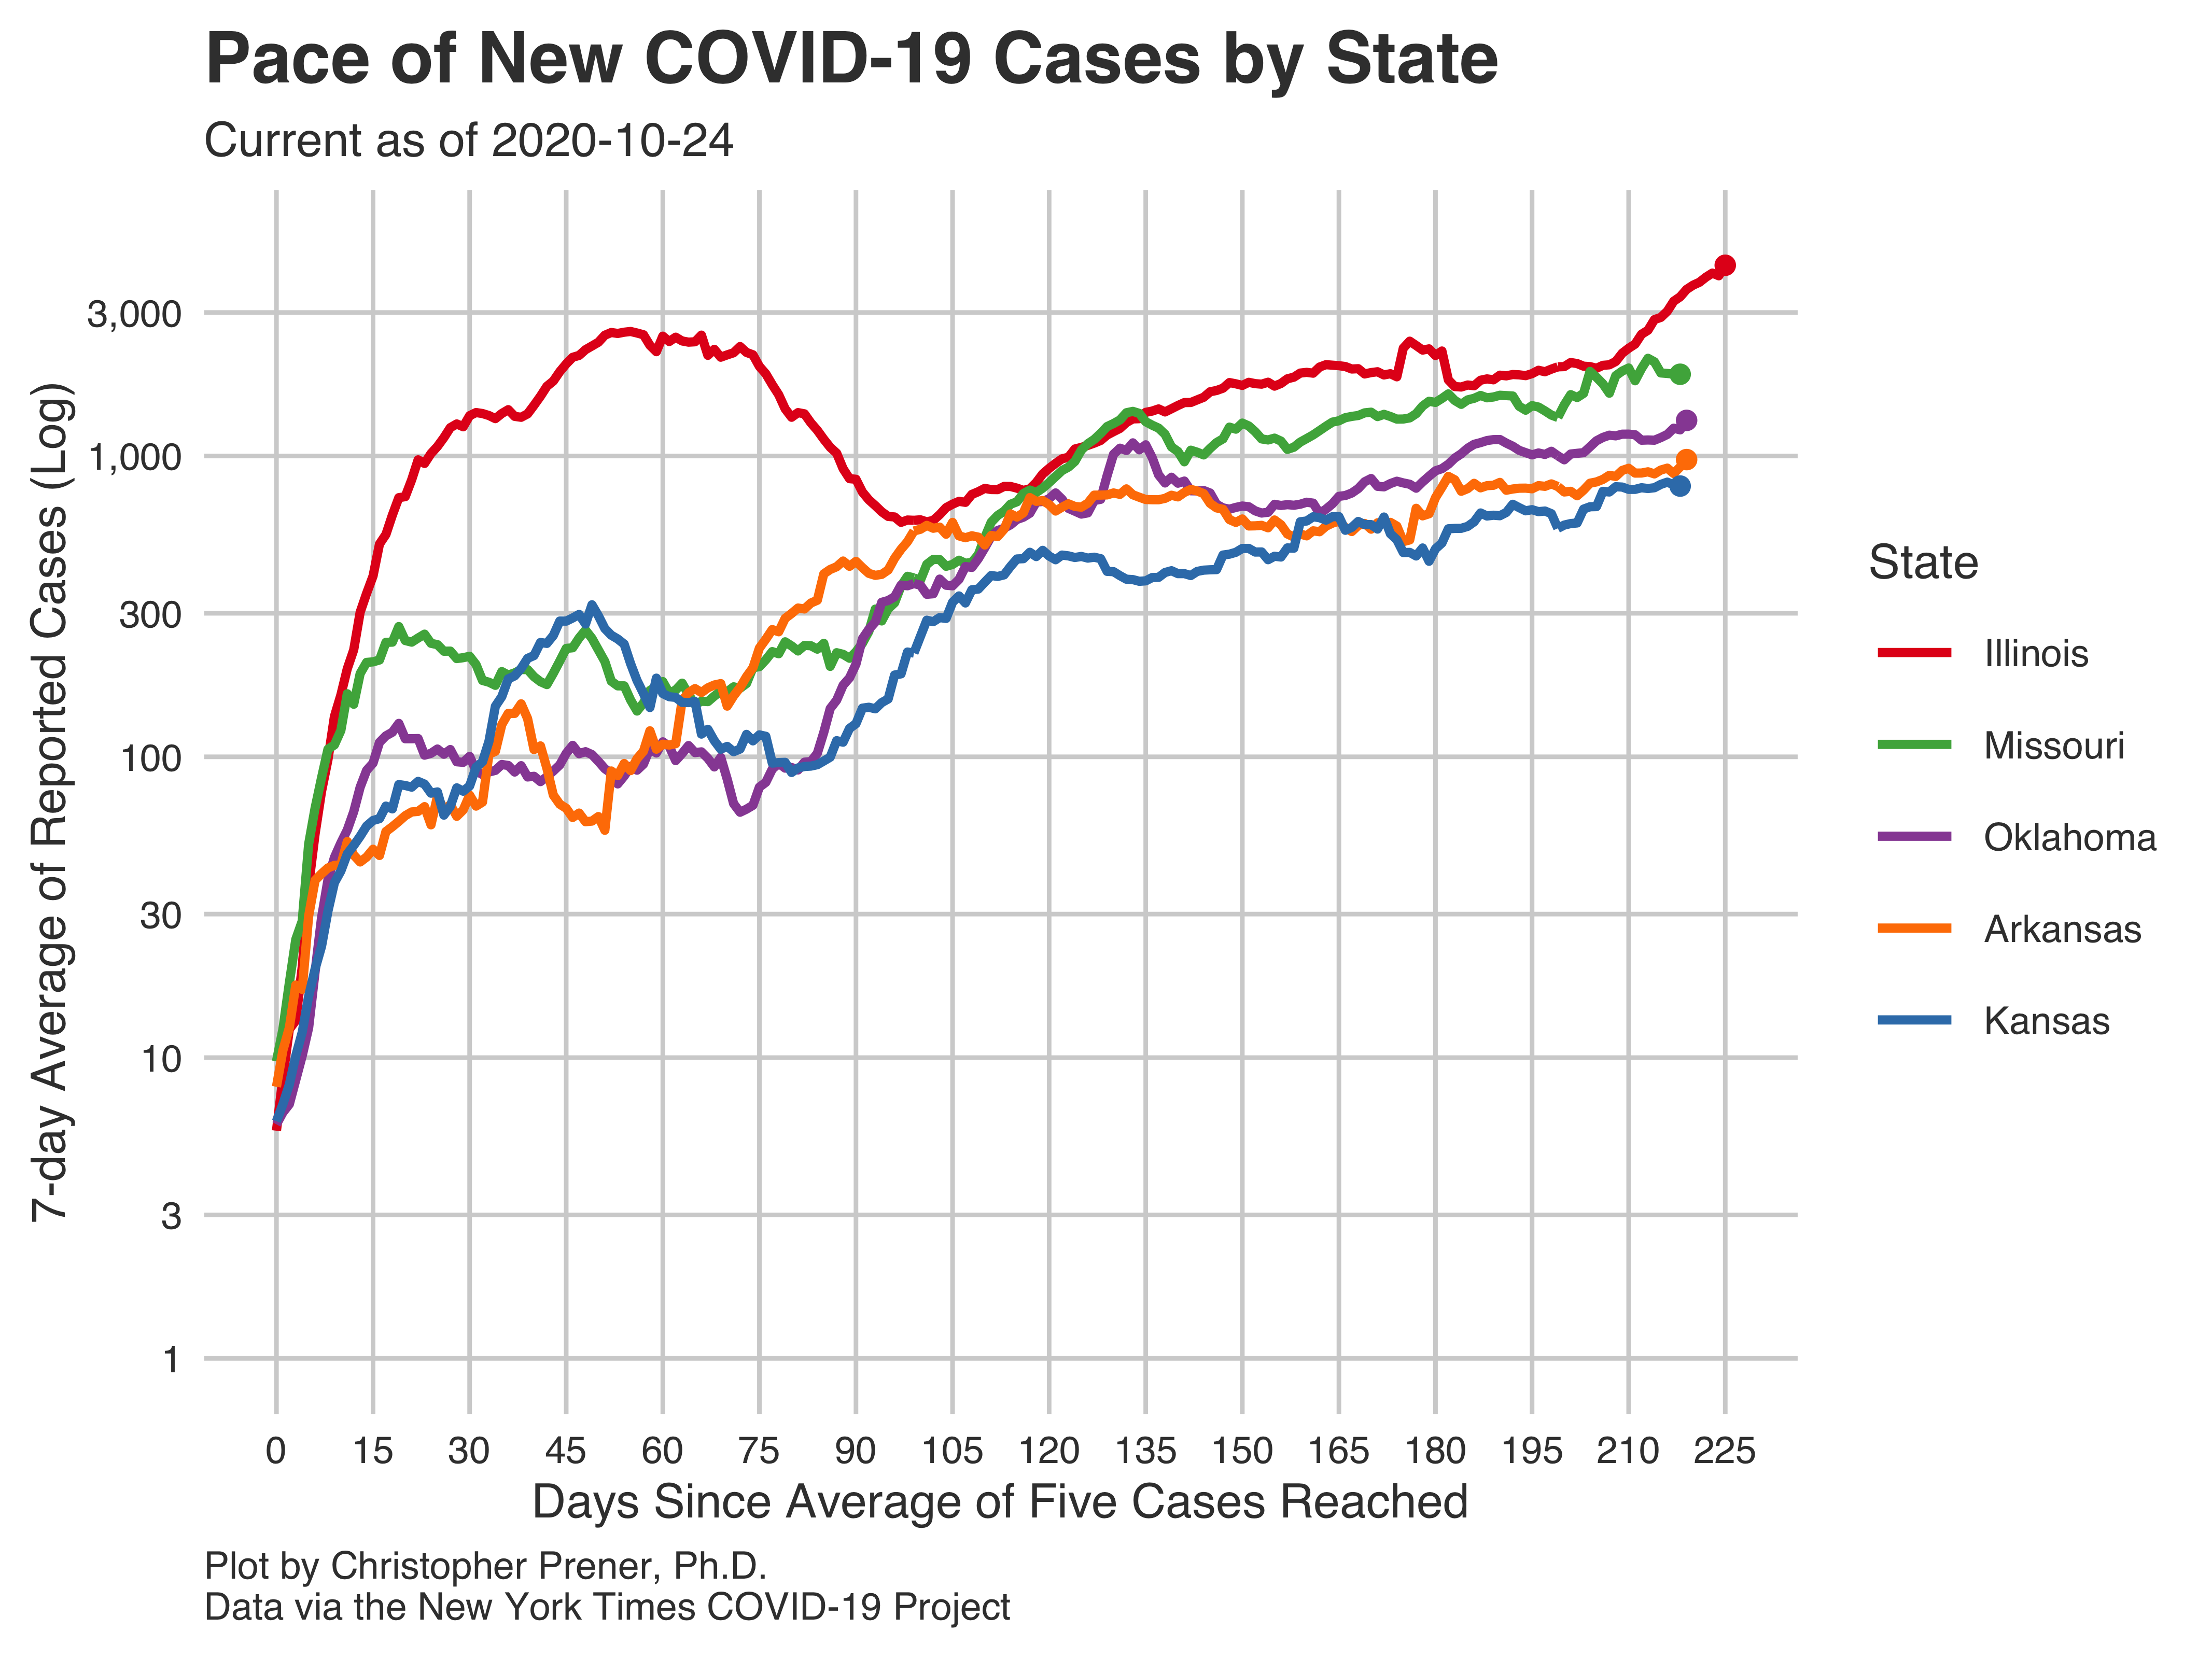 Pace of New COVID-19 Cases by State
Current as of 2020-10-24
7-day Average of Reported Cases (Log)
3,000
1,000
300
100
30
10
3
1
0 15 30 45 60 75 90 105 120 135 150 165 180 195 210 225
Days Since Average of Five Cases Reached
State
Illinois
Missouri
Oklahoma
Arkansas
Kansas
Plot by Christopher Prener, Ph.D.
Data via the New York Times COVID-19 Project